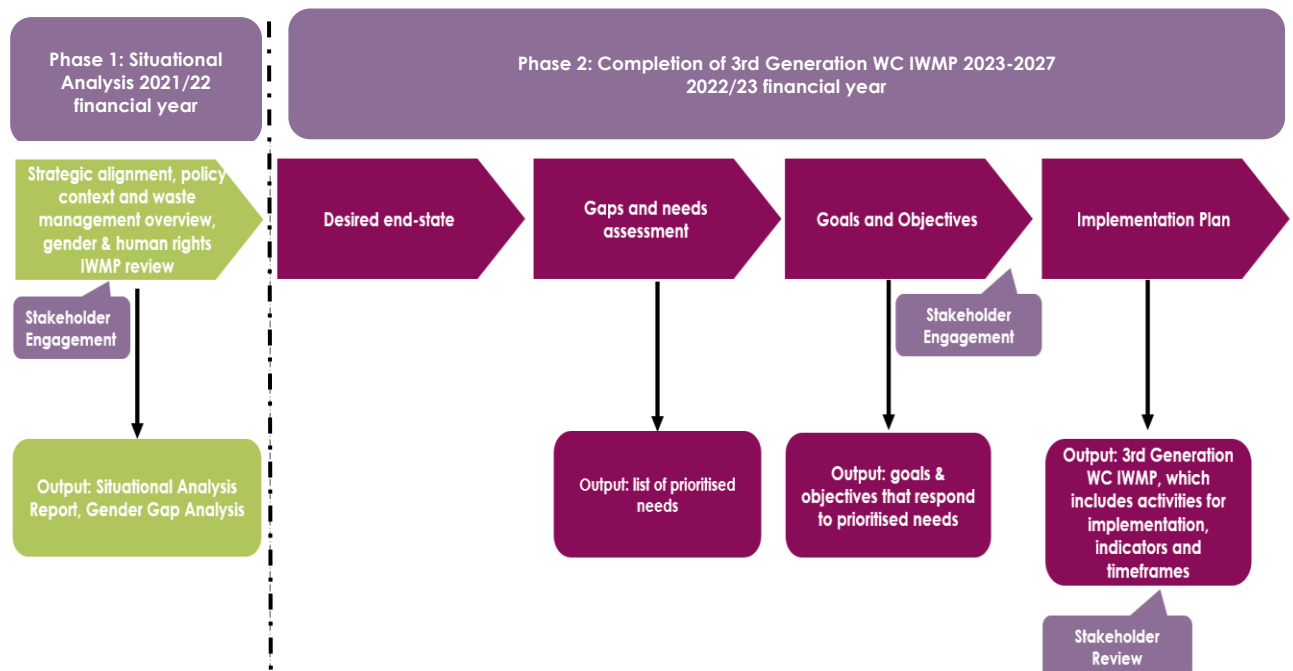 Phase 1: Situational
Analysis 2021/22
financial year
Phase 2: Completion of 3rd Generation WC IWMP 2023-2027
2022/23 financial year
Strategic alignment, policy
context and waste
management overview,
gender & human rights
IWMP review
Desired end-state
Gaps and needs
assessment
Goals and Objectives
Implementation Plan
Stakeholder
Engagement
Stakeholder
Engagement
Output: Situational Analysis
Report, Gender Gap Analysis
Output: list of prioritised
needs
Output: goals &
objectives that respond
to prioritised needs
Output: 3rd Generation
WC IWMP, which
includes activities for
implementation,
indicators and
timeframes
Stakeholder
Review